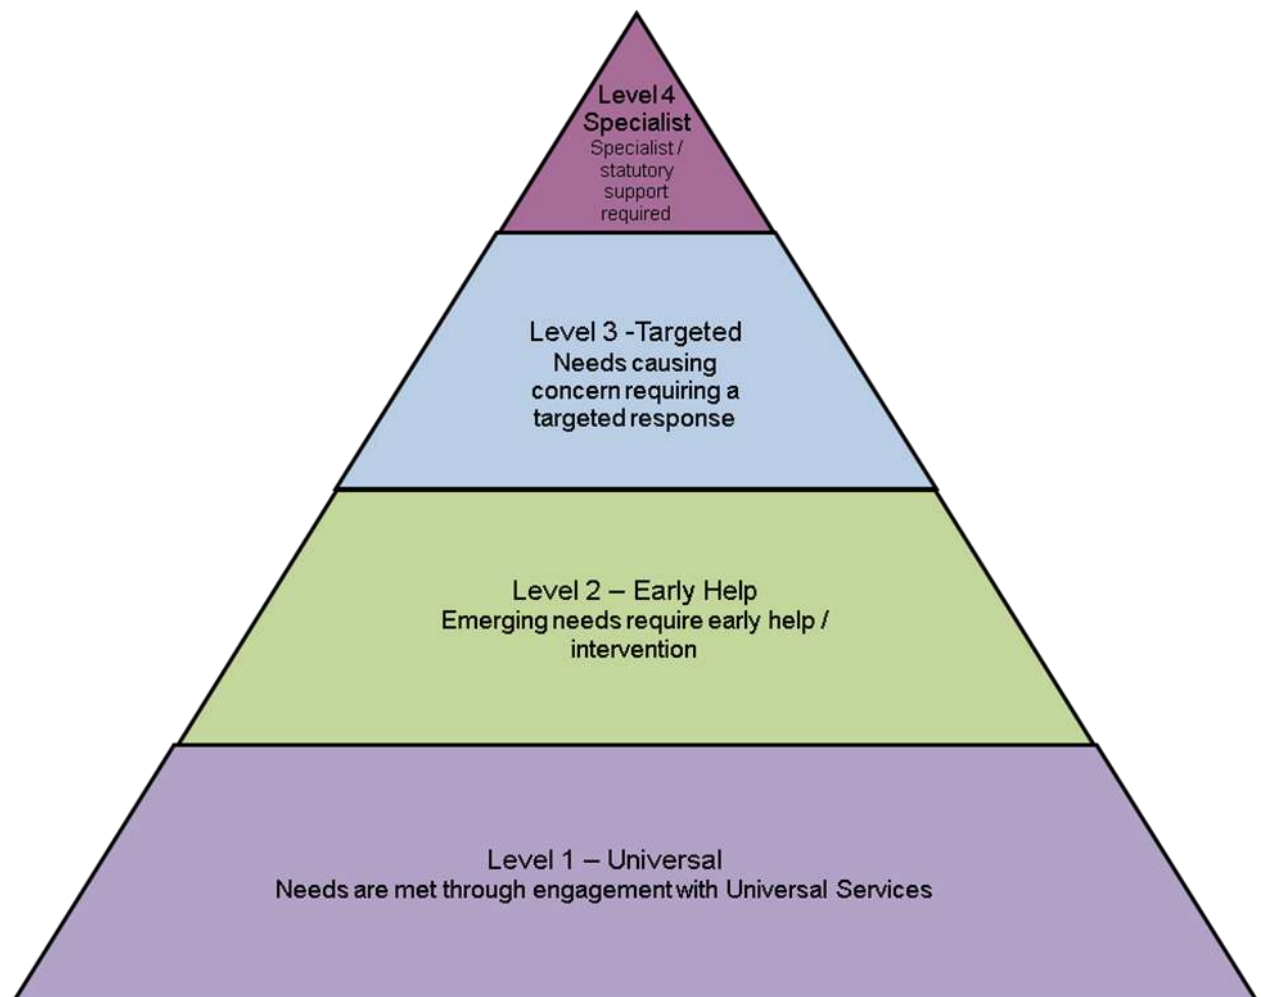 Level 4
Specialist
Specialist /
statutory
support
required
Level 3 -Targeted
Needs causing
concern requiring a
targeted response
Level 2 – Early Help
Emerging needs require early help /
intervention
Level 1 – Universal
Needs are met through engagement with Universal Services